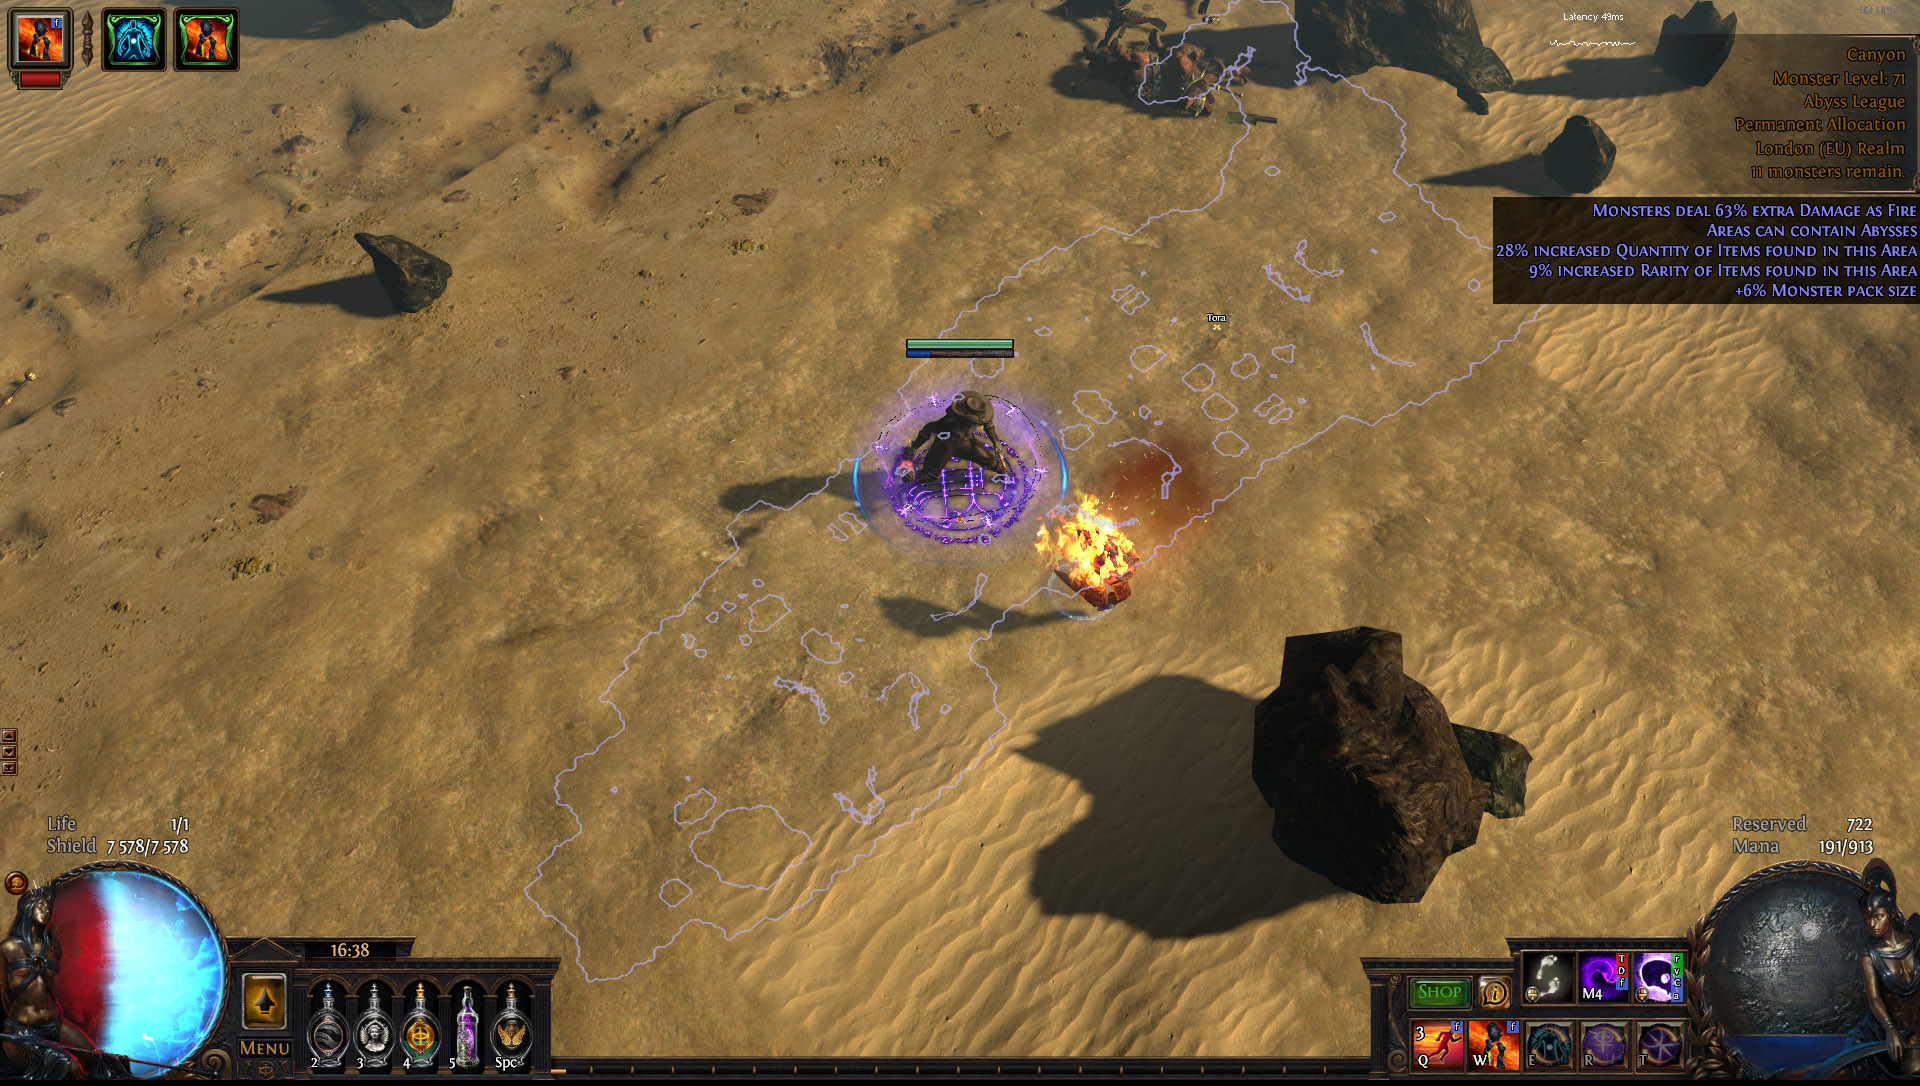 f
Latency 49ms
Canyon
Monster Level: 71
Abyss League
Permanent Allocation
London (EU) Realm
11 monsters remain.
Monsters deal 63% extra Damage as Fire
Areas can contain Abysses
28% increased Quantity of Items found in this Area
9% increased Rarity of Items found in this Area
+6% Monster pack size
Tora
Life 1/1
Shield 7 578/7 578
Reserved 722
Mana 191/913
16:38
Menu
2 3 4 5 Spc
Shop
M4
T
D
f
r
v
C
a
3 f f
Q W E R T